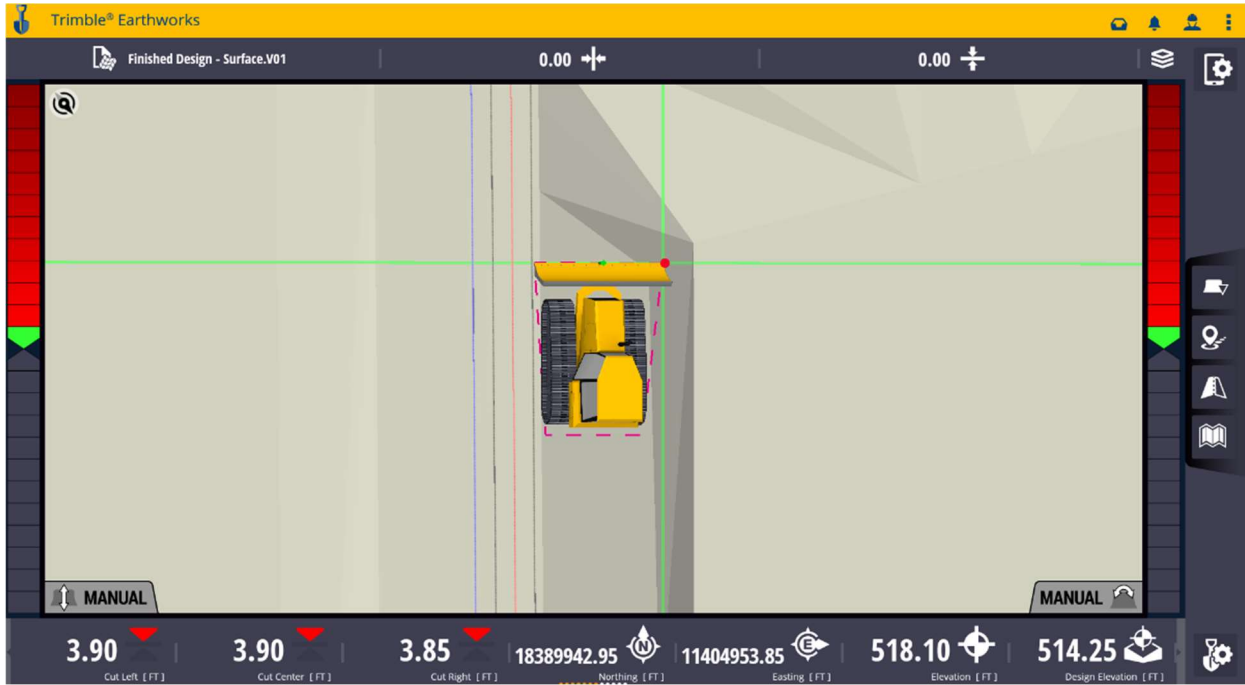 Trimble® Earthworks
Finished Design - Surface.V01
0.00
0.00
MANUAL
MANUAL
3.90
3.90
3.85
18389942.95
N
11404953.85
E
518.10
514.25
Cut Left [ FT ]
Cut Center [ FT ]
Cut Right [ FT ]
Northing [ FT ]
Easting [ FT ]
Elevation [ FT ]
Design Elevation [ FT ]